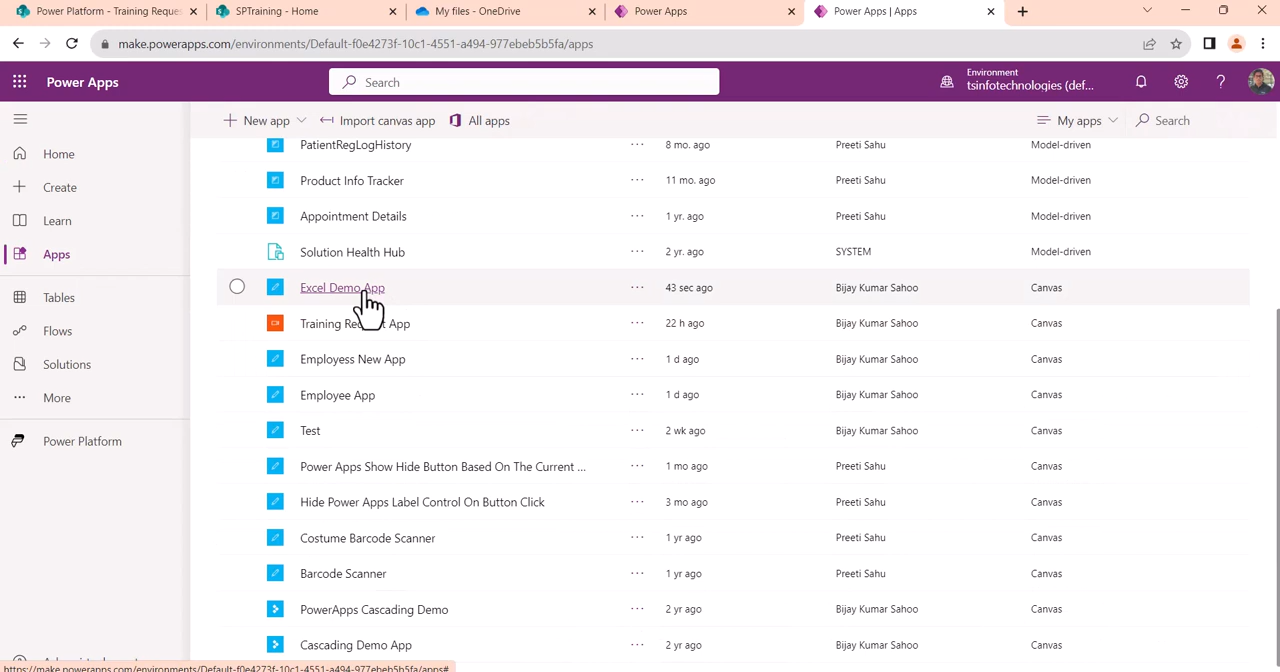 Power Platform - Training Reques
SPTraining - Home
My files - OneDrive
Power Apps
Power Apps | Apps
make.powerapps.com/environments/Default-f0e4273f-10c1-4551-a494-977ebeb5b5fa/apps
Power Apps
Search
Environment
tsinfotechnologies (def...
New app
Import canvas app
All apps
My apps
Search
Home
Create
Learn
Apps
Tables
Flows
Solutions
More
Power Platform
PatientRegLogHistory ... 8 mo. ago Preeti Sahu Model-driven
Product Info Tracker ... 11 mo. ago Preeti Sahu Model-driven
Appointment Details ... 1 yr. ago Preeti Sahu Model-driven
Solution Health Hub ... 2 yr. ago SYSTEM Model-driven
Excel Demo App ... 43 sec ago Bijay Kumar Sahoo Canvas
Training Re App ... 22 h ago Bijay Kumar Sahoo Canvas
Employess New App ... 1 d ago Bijay Kumar Sahoo Canvas
Employee App ... 1 d ago Bijay Kumar Sahoo Canvas
Test ... 2 wk ago Bijay Kumar Sahoo Canvas
Power Apps Show Hide Button Based On The Current ... ... 1 mo ago Preeti Sahu Canvas
Hide Power Apps Label Control On Button Click ... 3 mo ago Preeti Sahu Canvas
Costume Barcode Scanner ... 1 yr ago Preeti Sahu Canvas
Barcode Scanner ... 1 yr ago Preeti Sahu Canvas
PowerApps Cascading Demo ... 2 yr ago Bijay Kumar Sahoo Canvas
Cascading Demo App ... 2 yr ago Bijay Kumar Sahoo Canvas
https://make.powerapps.com/environments/Default-f0e4273f-10c1-4551-a494-977ebeb5b5fa/apps#